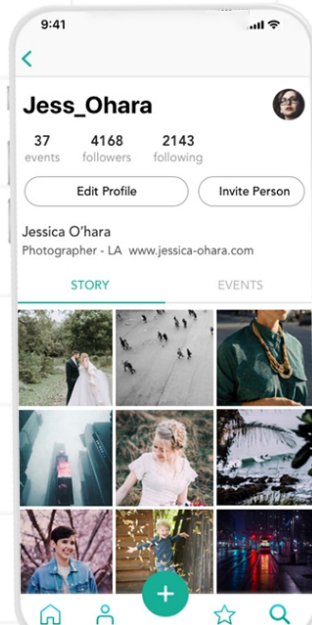 9:41
Jess_Ohara
37 4168 2143
events followers following
Edit Profile Invite Person
Jessica O'hara
Photographer - LA www.jessica-ohara.com
STORY EVENTS